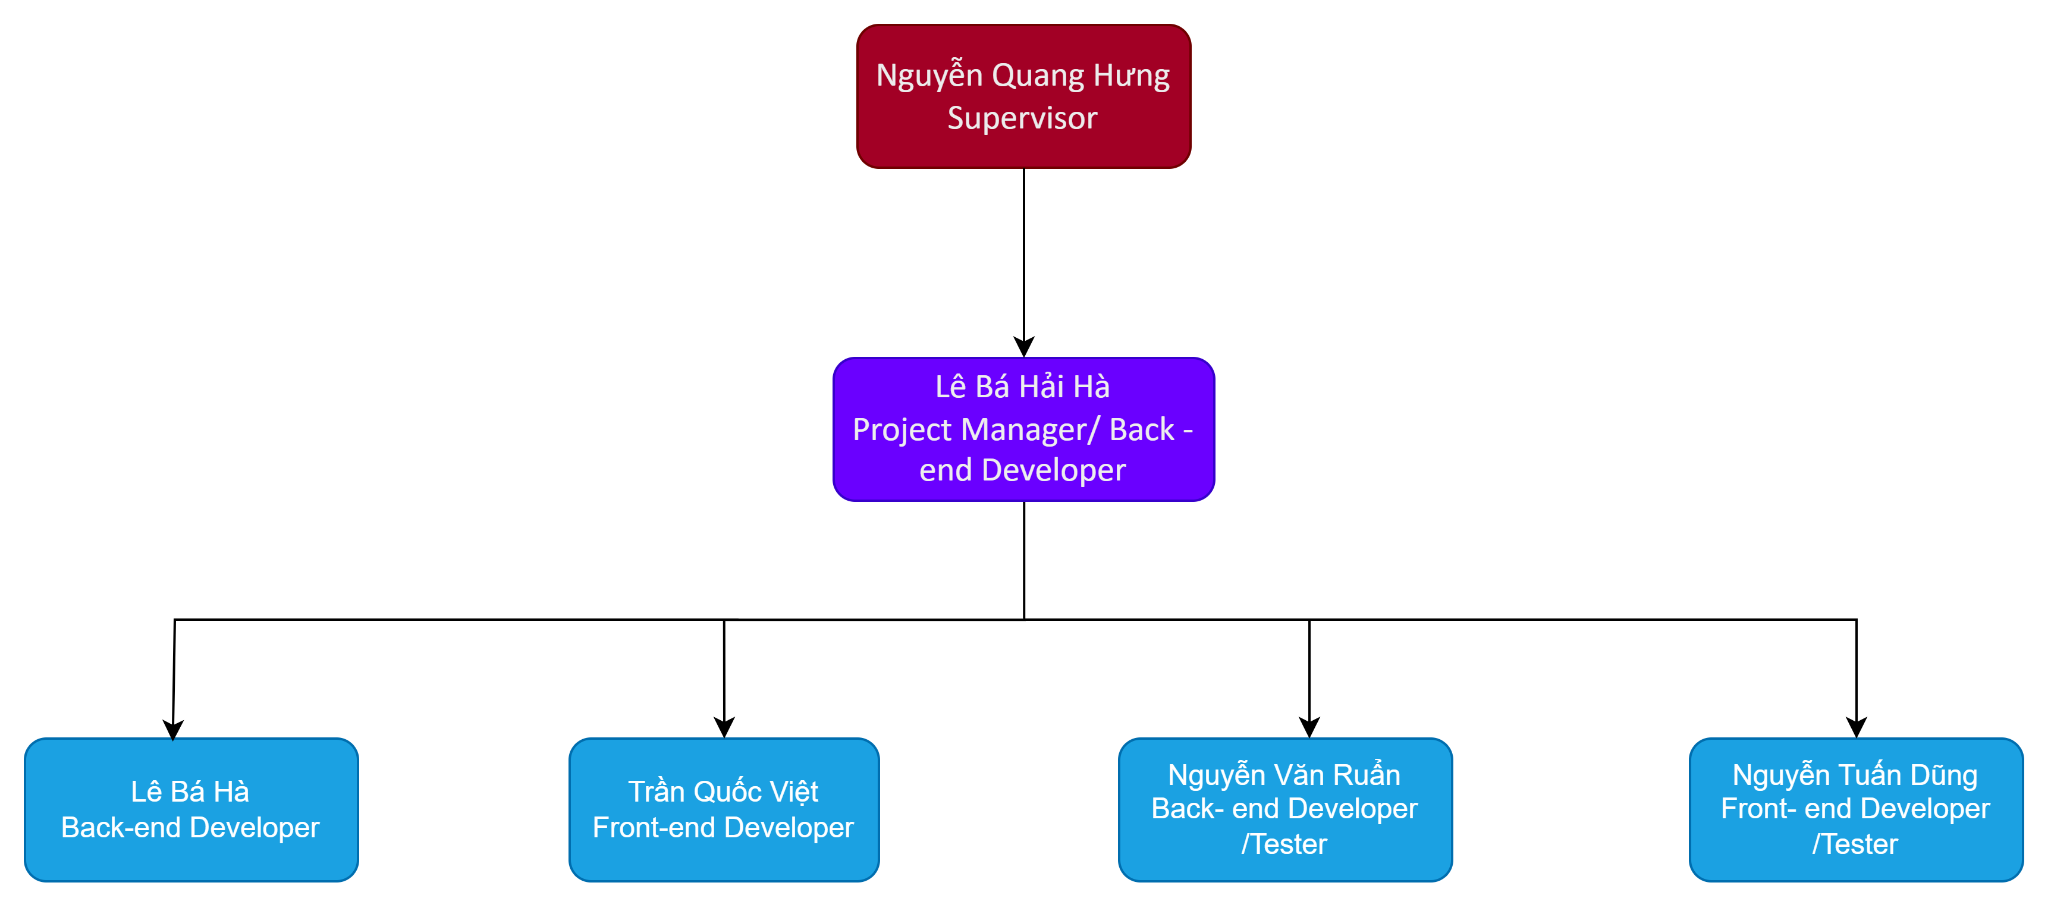 Nguyễn Quang Hưng
Supervisor
Lê Bá Hải Hà
Project Manager/ Back -
end Developer
Lê Bá Hà
Back-end Developer
Trần Quốc Việt
Front-end Developer
Nguyễn Văn Ruẩn
Back- end Developer
/Tester
Nguyễn Tuấn Dũng
Front- end Developer
/Tester